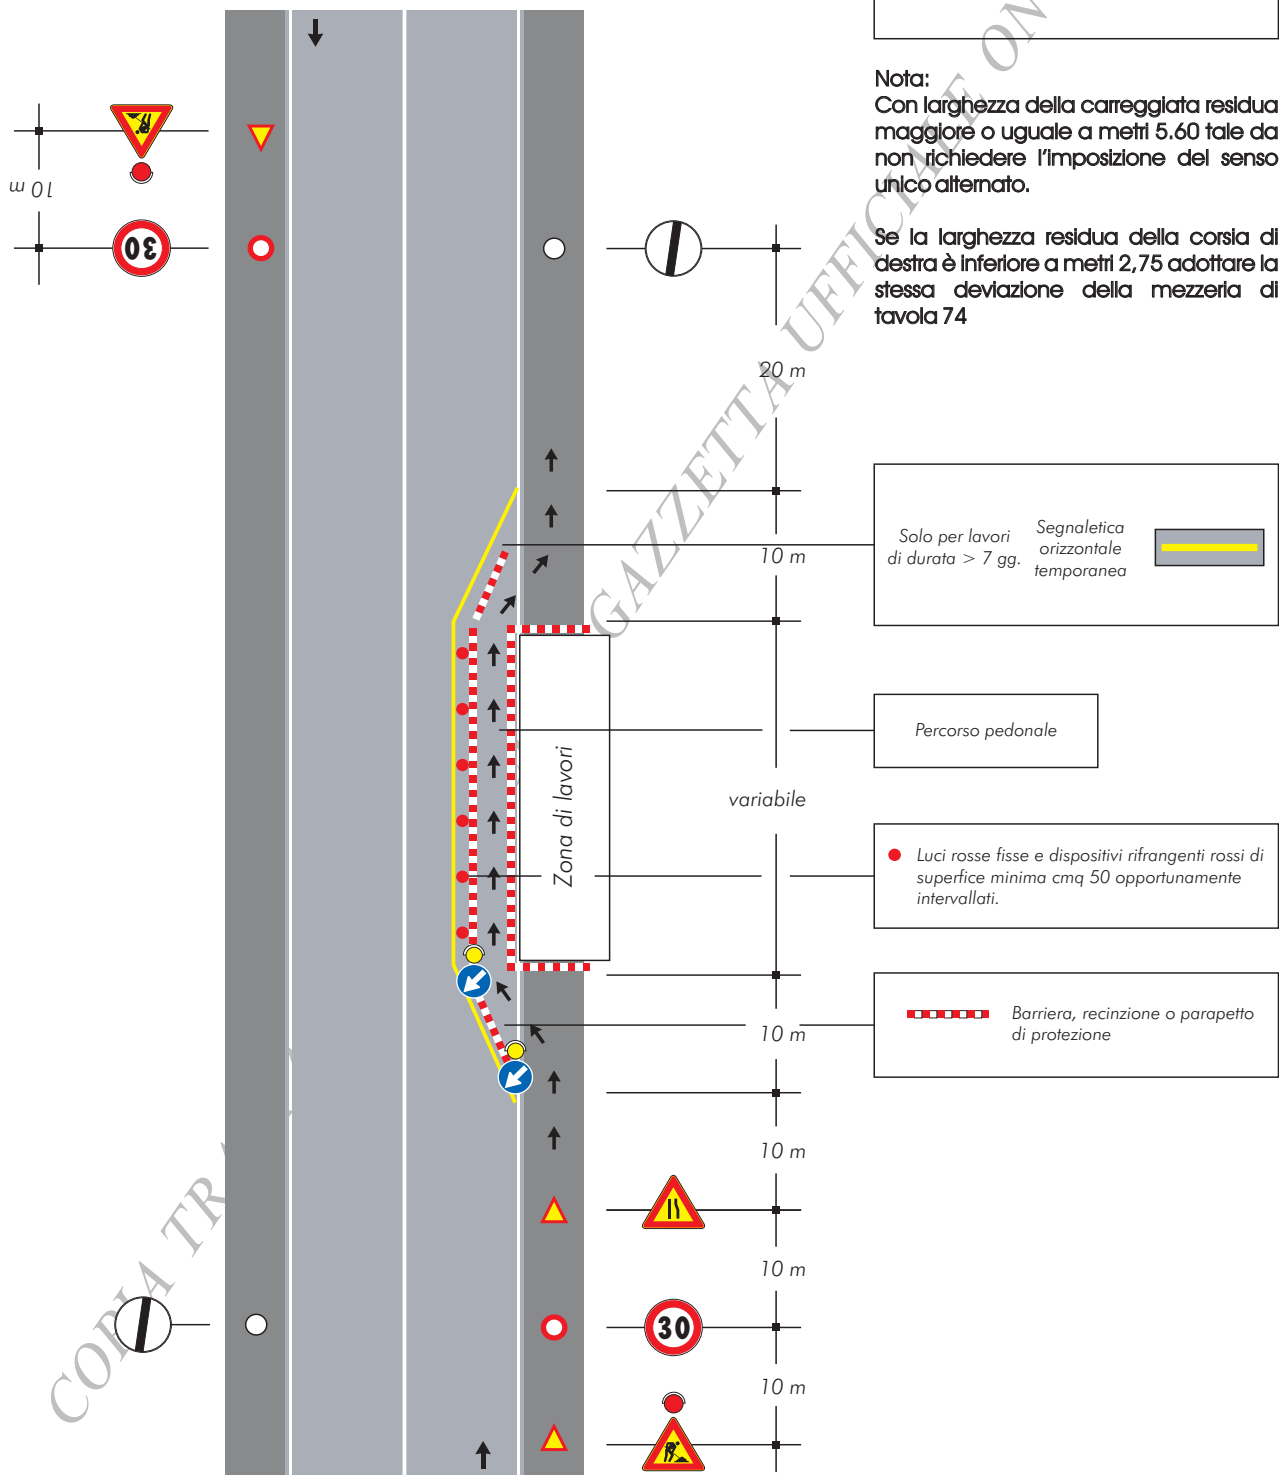 Nota:
Con larghezza della carreggiata residua
maggiore o uguale a metri 5.60 tale da
non richiedere l'imposizione del senso
unico alternato.
Se la larghezza residua della corsia di
destra è inferiore a metri 2,75 adottare la
stessa deviazione della mezzeria di
tavola 74
10 m
30
20 m
10 m
Solo per lavori
di durata > 7 gg.
Segnaletica
orizzontale
temporanea
Percorso pedonale
Zona di lavori
variabile
Luci rosse fisse e dispositivi rifrangenti rossi di
superfice minima cmq 50 opportunamente
intervallati.
Barriera, recinzione o parapetto
di protezione
10 m
10 m
10 m
30
10 m
COPIA TR
GAZZETTA UFFICIALE ON